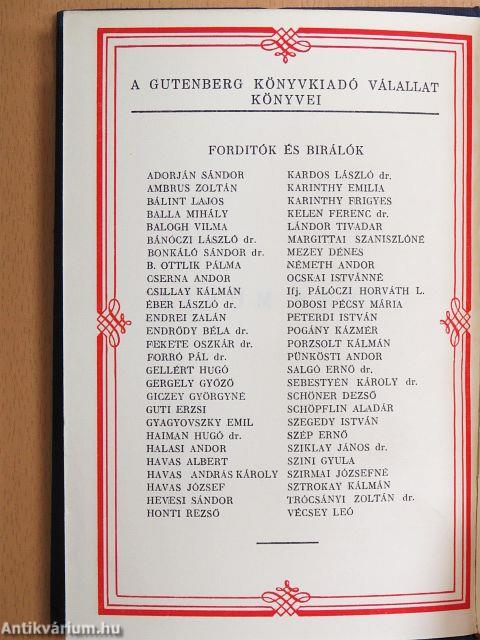 A GUTENBERG KÖNYVKIADÓ VÁLALLAT
KÖNYVEI
FORDITÓK ÉS BIRÁLÓK
ADORJÁN SÁNDOR
AMBRUS ZOLTÁN
BÁLINT LAJOS
BALLA MIHÁLY
BALOGH VILMA
BÁNÓCZI LÁSZLÓ dr.
BONKÁLÓ SÁNDOR dr.
B. OTTLIK PÁLMA
CSERNA ANDOR
CSILLAY KÁLMÁN
ÉBER LÁSZLÓ dr.
ENDREI ZALÁN
ENDRŐDY BÉLA dr.
FEKETE OSZKÁR dr.
FORRÓ PÁL dr.
GELLÉRT HUGÓ
GERGELY GYŐZŐ
GICZEY GYÖRGYNÉ
GUTI ERZSI
GYAGYOVSZKY EMIL
HAIMAN HUGÓ dr.
HALASI ANDOR
HAVAS ALBERT
HAVAS ANDRÁS KÁROLY
HAVAS JÓZSEF
HEVESI SÁNDOR
HONTI REZSŐ
KARDOS LÁSZLÓ dr.
KARINTHY EMILIA
KARINTHY FRIGYES
KELEN FERENC dr.
LÁNDOR TIVADAR
MARGITTAI SZANISZLÓNÉ
MEZEY DÉNES
NÉMETH ANDOR
OCSKAI ISTVÁNNÉ
Ifj. PÁLÓCZI HORVÁTH L.
DOBOSI PÉCSY MÁRIA
PETERDI ISTVÁN
POGÁNY KÁZMÉR
PORZSOLT KÁLMÁN
PÜNKÖSTI ANDOR
SALGÓ ERNŐ dr.
SEBESTYÉN KÁROLY dr.
SCHÖNER DEZSŐ
SCHÖPFLIN ALADÁR
SZEGEDY ISTVÁN
SZÉP ERNŐ
SZIKLAY JÁNOS dr.
SZINI GYULA
SZIRMAI JÓZSEFNÉ
SZTROKAY KÁLMÁN
TRÓCSÁNYI ZOLTÁN dr.
VÉCSEY LEÓ
Antikvárium.hu